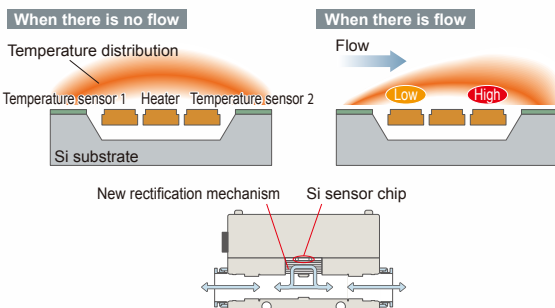 When there is no flow
When there is flow
Temperature distribution
Flow
Temperature sensor 1
Heater
Temperature sensor 2
Low
High
Si substrate
New rectification mechanism
Si sensor chip